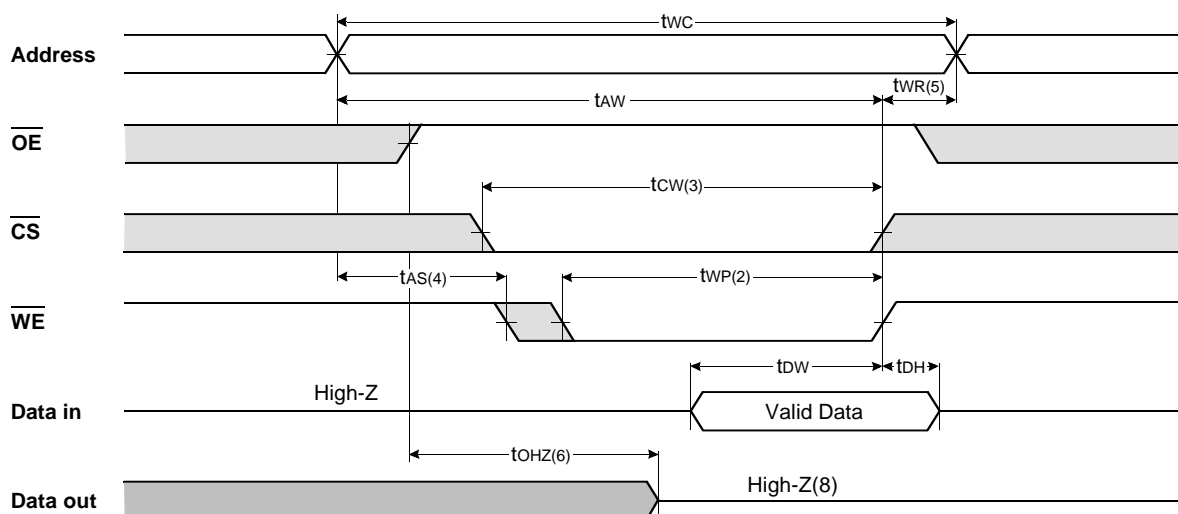 tWC
Address
tAW
tWR(5)
OE
tCW(3)
CS
tAS(4)
tWP(2)
WE
tDW
tDH
High-Z
Data in
Valid Data
tOHZ(6)
High-Z(8)
Data out